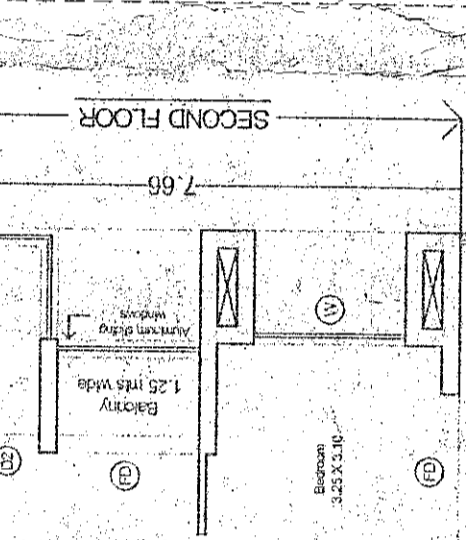 SECOND FLOOR
7.66
W
Aluminum sliding
windows
Balcony
1.25 mts wide
D2
FD
Bedroom
3.25 X 3.10
FD